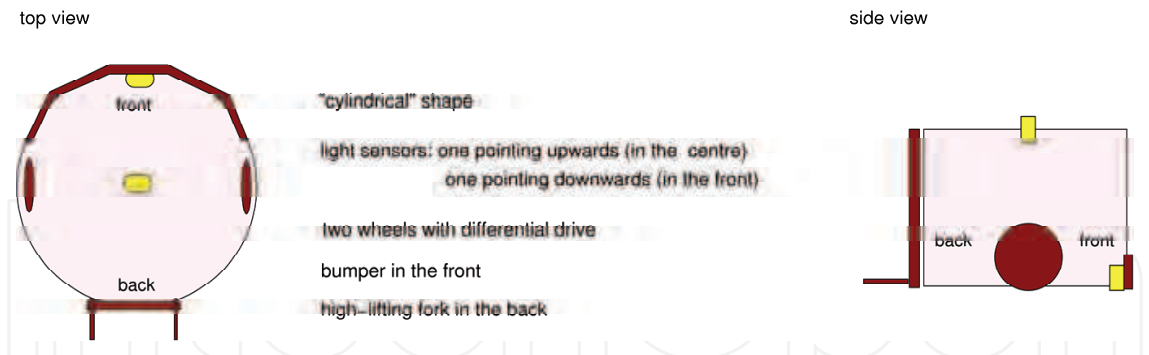 top view
side view
front
"cylindrical" shape
light sensors: one pointing upwards (in the centre)
one pointing downwards (in the front)
two wheels with differential drive
back
front
bumper in the front
back
high-lifting fork in the back